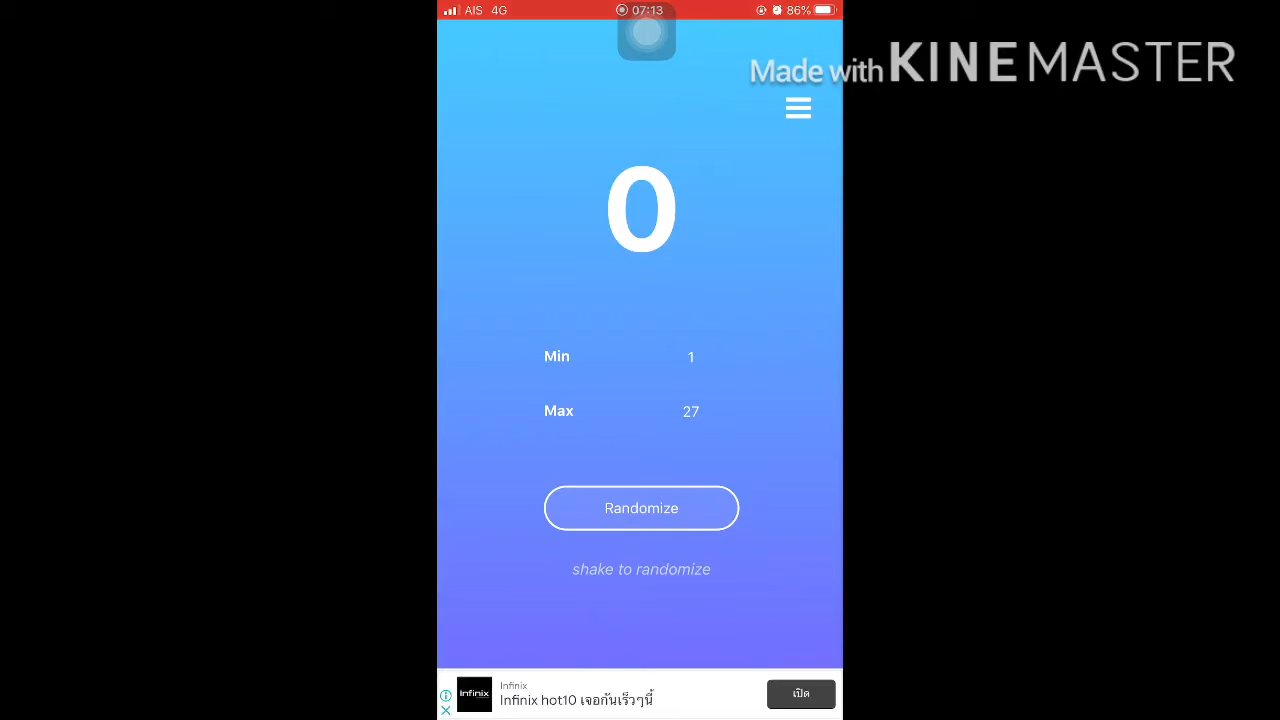 AIS 4G 07:13 86%
Made with KINEMASTER
0
Min 1
Max 27
Randomize
shake to randomize
Infinix
Infinix
Infinix hot10 เจอกันเร็วๆนี้
เปิด